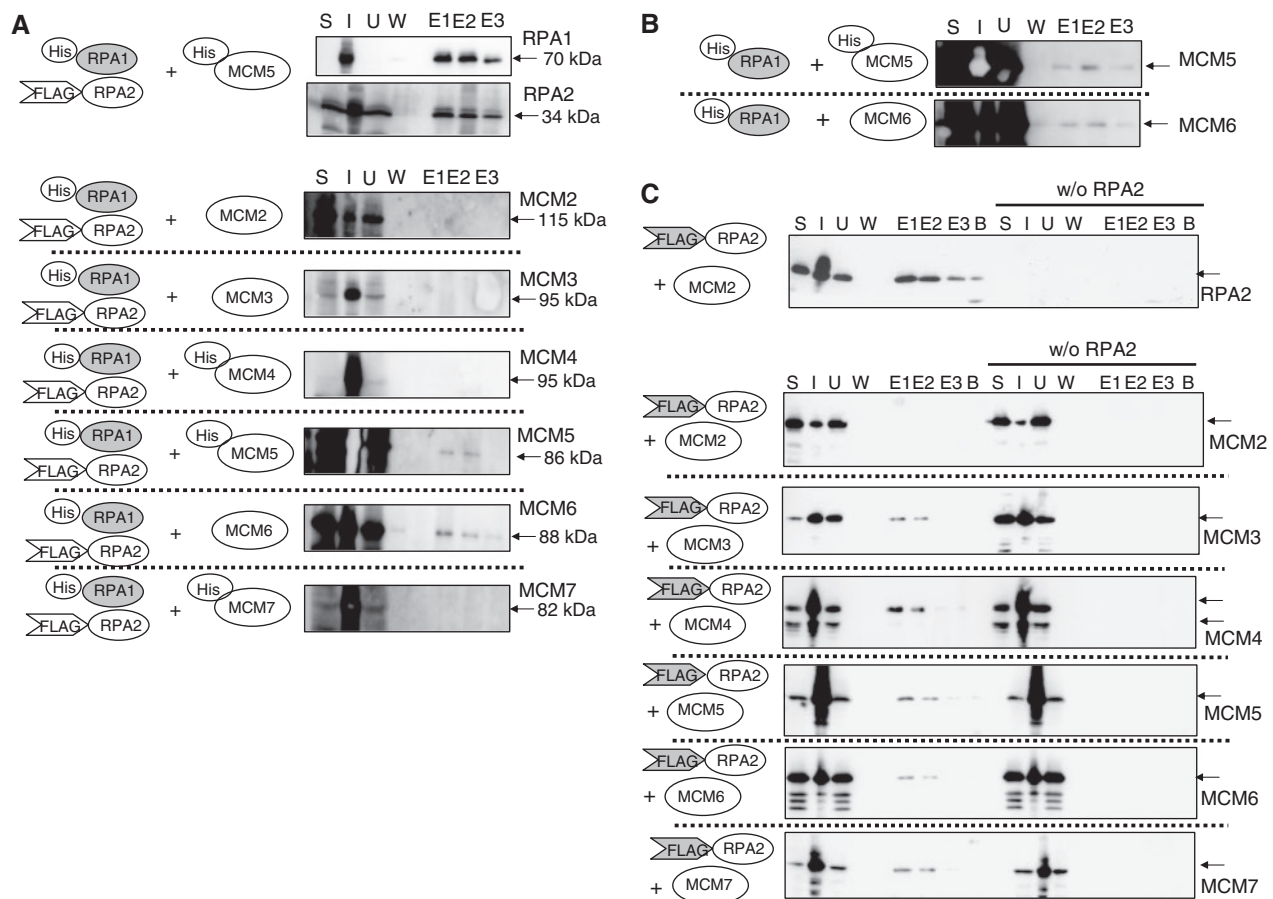 A
S I U W E1 E2 E3
His RPA1
FLAG RPA2
+
His MCM5
RPA1
70 kDa
RPA2
34 kDa
S I U W E1 E2 E3
His RPA1
FLAG RPA2
+
MCM2
MCM2
115 kDa
His RPA1
FLAG RPA2
+
MCM3
MCM3
95 kDa
His RPA1
FLAG RPA2
+
His MCM4
MCM4
95 kDa
His RPA1
FLAG RPA2
+
His MCM5
MCM5
86 kDa
His RPA1
FLAG RPA2
+
MCM6
MCM6
88 kDa
His RPA1
FLAG RPA2
+
His MCM7
MCM7
82 kDa
B
S I U W E1 E2 E3
His RPA1 + His MCM5
MCM5
His RPA1 + MCM6
MCM6
C
w/o RPA2
S I U W E1 E2 E3 B S I U W E1 E2 E3 B
FLAG RPA2
+ MCM2
RPA2
w/o RPA2
S I U W E1 E2 E3 B S I U W E1 E2 E3 B
FLAG RPA2
+ MCM2
MCM2
FLAG RPA2
+ MCM3
MCM3
FLAG RPA2
+ MCM4
MCM4
FLAG RPA2
+ MCM5
MCM5
FLAG RPA2
+ MCM6
MCM6
FLAG RPA2
+ MCM7
MCM7